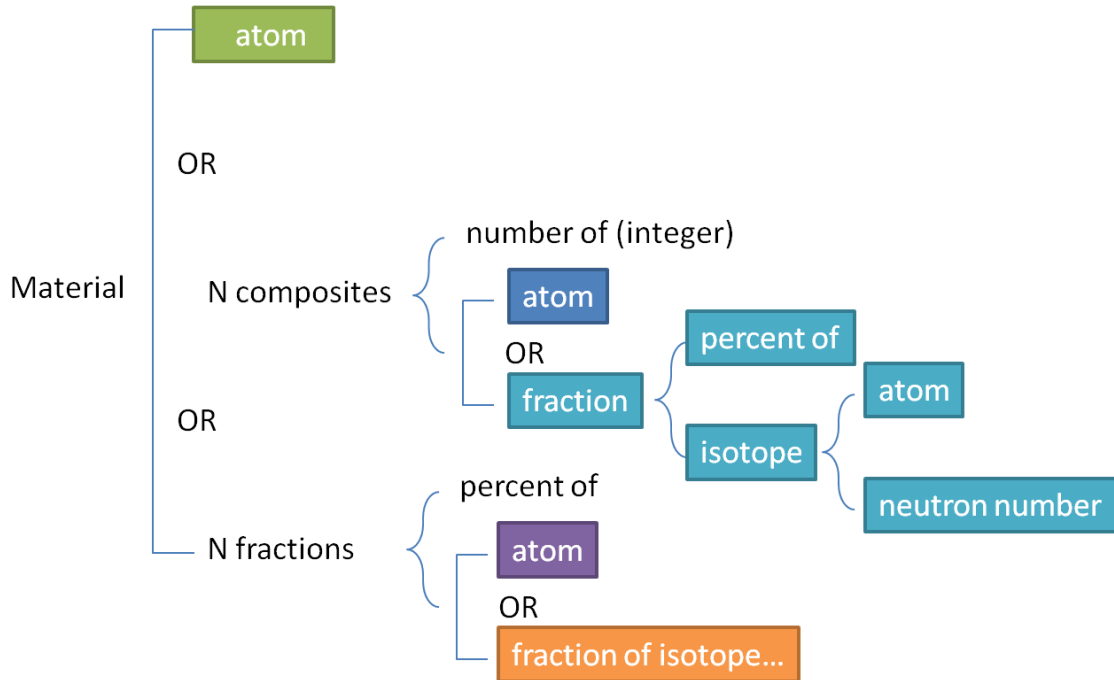 atom
OR
Material
N composites
number of (integer)
atom
OR
fraction
percent of
isotope
atom
neutron number
OR
N fractions
percent of
atom
OR
fraction of isotope...